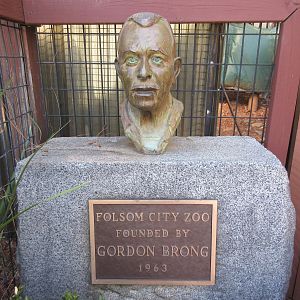 FOLSOM CITY ZOO
FOUNDED BY
GORDON BRONG
1963